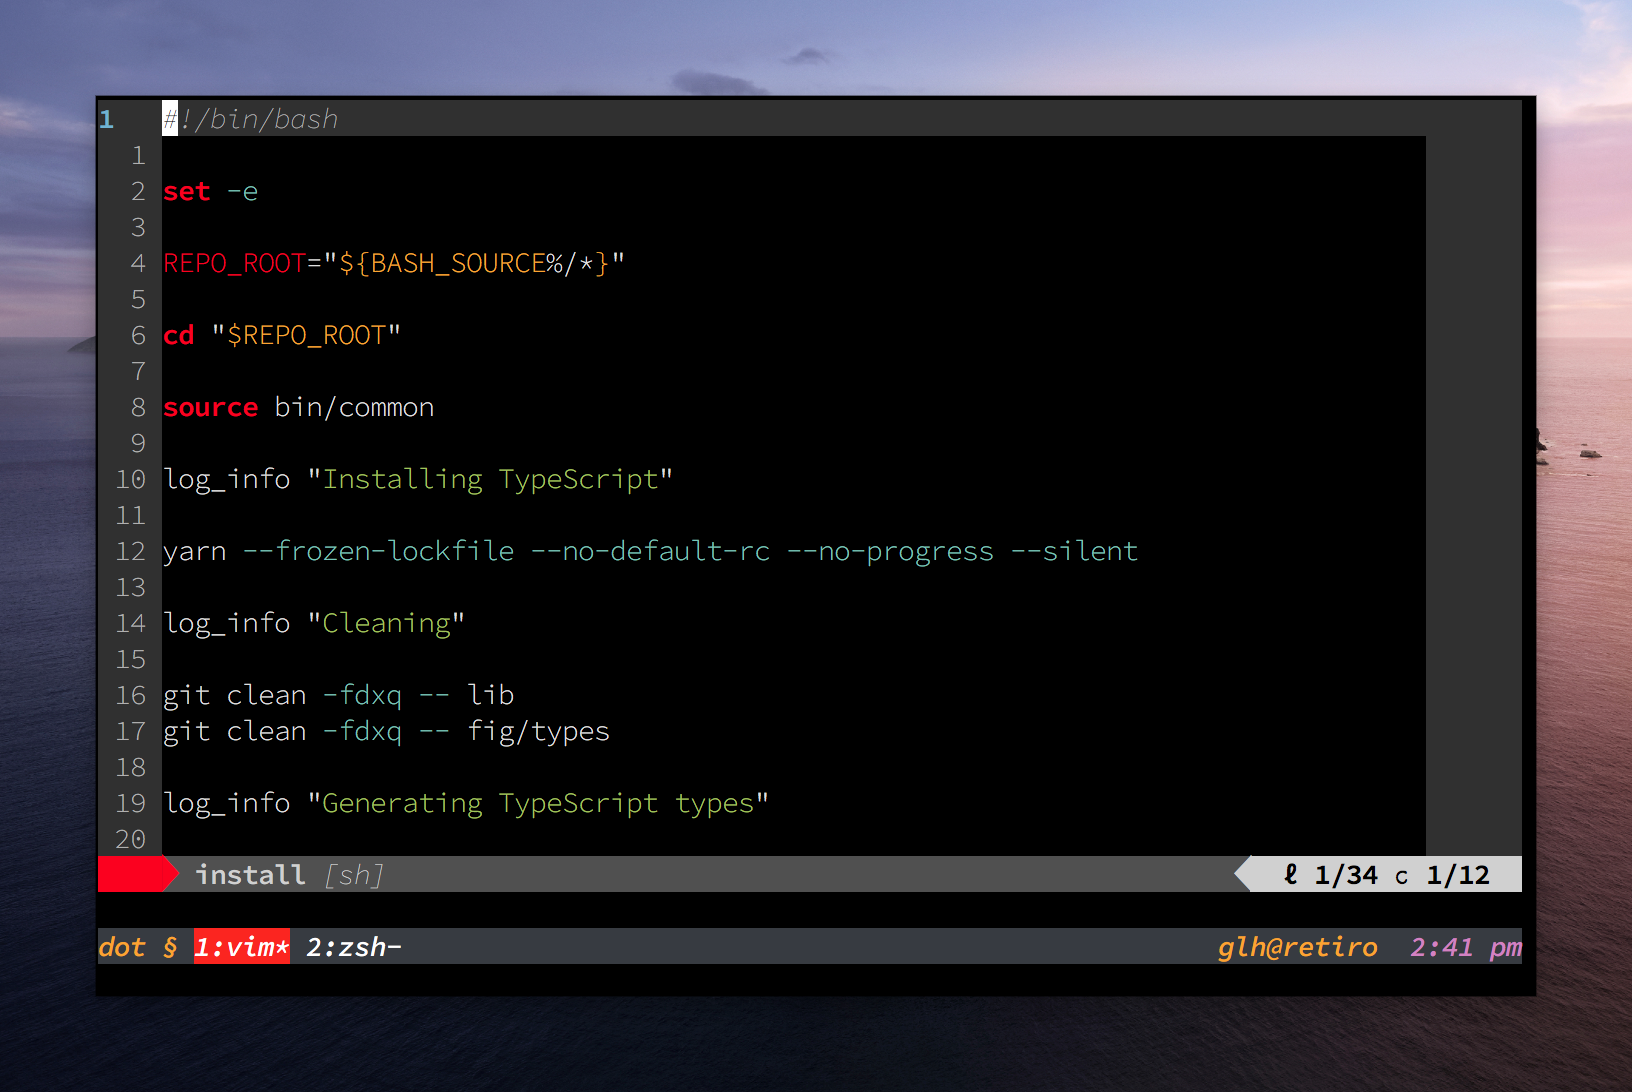 1 #!/bin/bash
1
2 set -e
3
4 REPO_ROOT="${BASH_SOURCE%/*}"
5
6 cd "$REPO_ROOT"
7
8 source bin/common
9
10 log_info "Installing TypeScript"
11
12 yarn --frozen-lockfile --no-default-rc --no-progress --silent
13
14 log_info "Cleaning"
15
16 git clean -fdxq -- lib
17 git clean -fdxq -- fig/types
18
19 log_info "Generating TypeScript types"
20
install [sh] ℓ 1/34 c 1/12
dot § 1:vim* 2:zsh- glh@retiro 2:41 pm